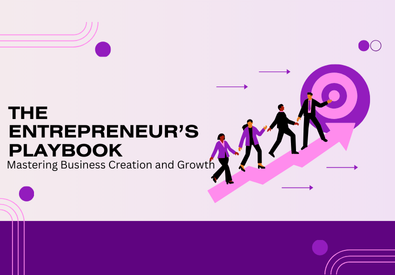 THE
ENTREPRENEUR'S
PLAYBOOK
Mastering Business Creation and Growth